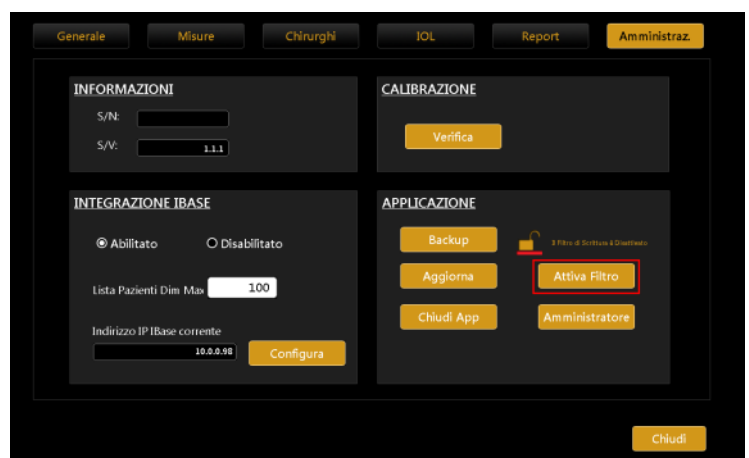 Generale Misure Chirurghi IOL Report Amministraz.
INFORMAZIONI
S/N:
S/V: 1.1.1
CALIBRAZIONE
Verifica
INTEGRAZIONE IBASE
Abilitato Disabilitato
Lista Pazienti Dim Max 100
Indirizzo IP IBase corrente
10.0.0.98 Configura
APPLICAZIONE
Backup Il Filtro di Scrittura è Disattivato
Aggiorna Attiva Filtro
Chiudi App Amministratore
Chiudi